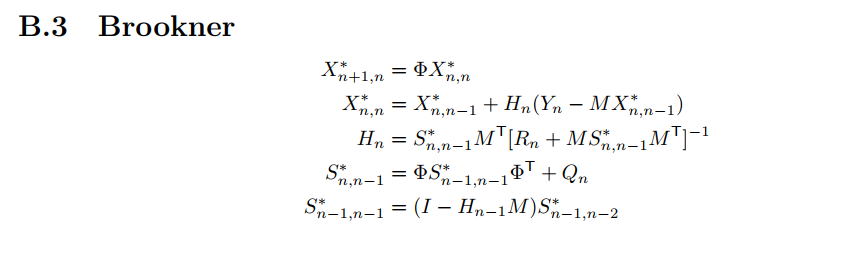 B.3 Brookner
X*_{n+1,n} = ΦX*_{n,n}
X*_{n,n} = X*_{n,n−1} + H_n(Y_n − MX*_{n,n−1})
H_n = S*_{n,n−1}M^⊤[R_n + MS*_{n,n−1}M^⊤]^{−1}
S*_{n,n−1} = ΦS*_{n−1,n−1}Φ^⊤ + Q_n
S*_{n−1,n−1} = (I − H_{n−1}M)S*_{n−1,n−2}